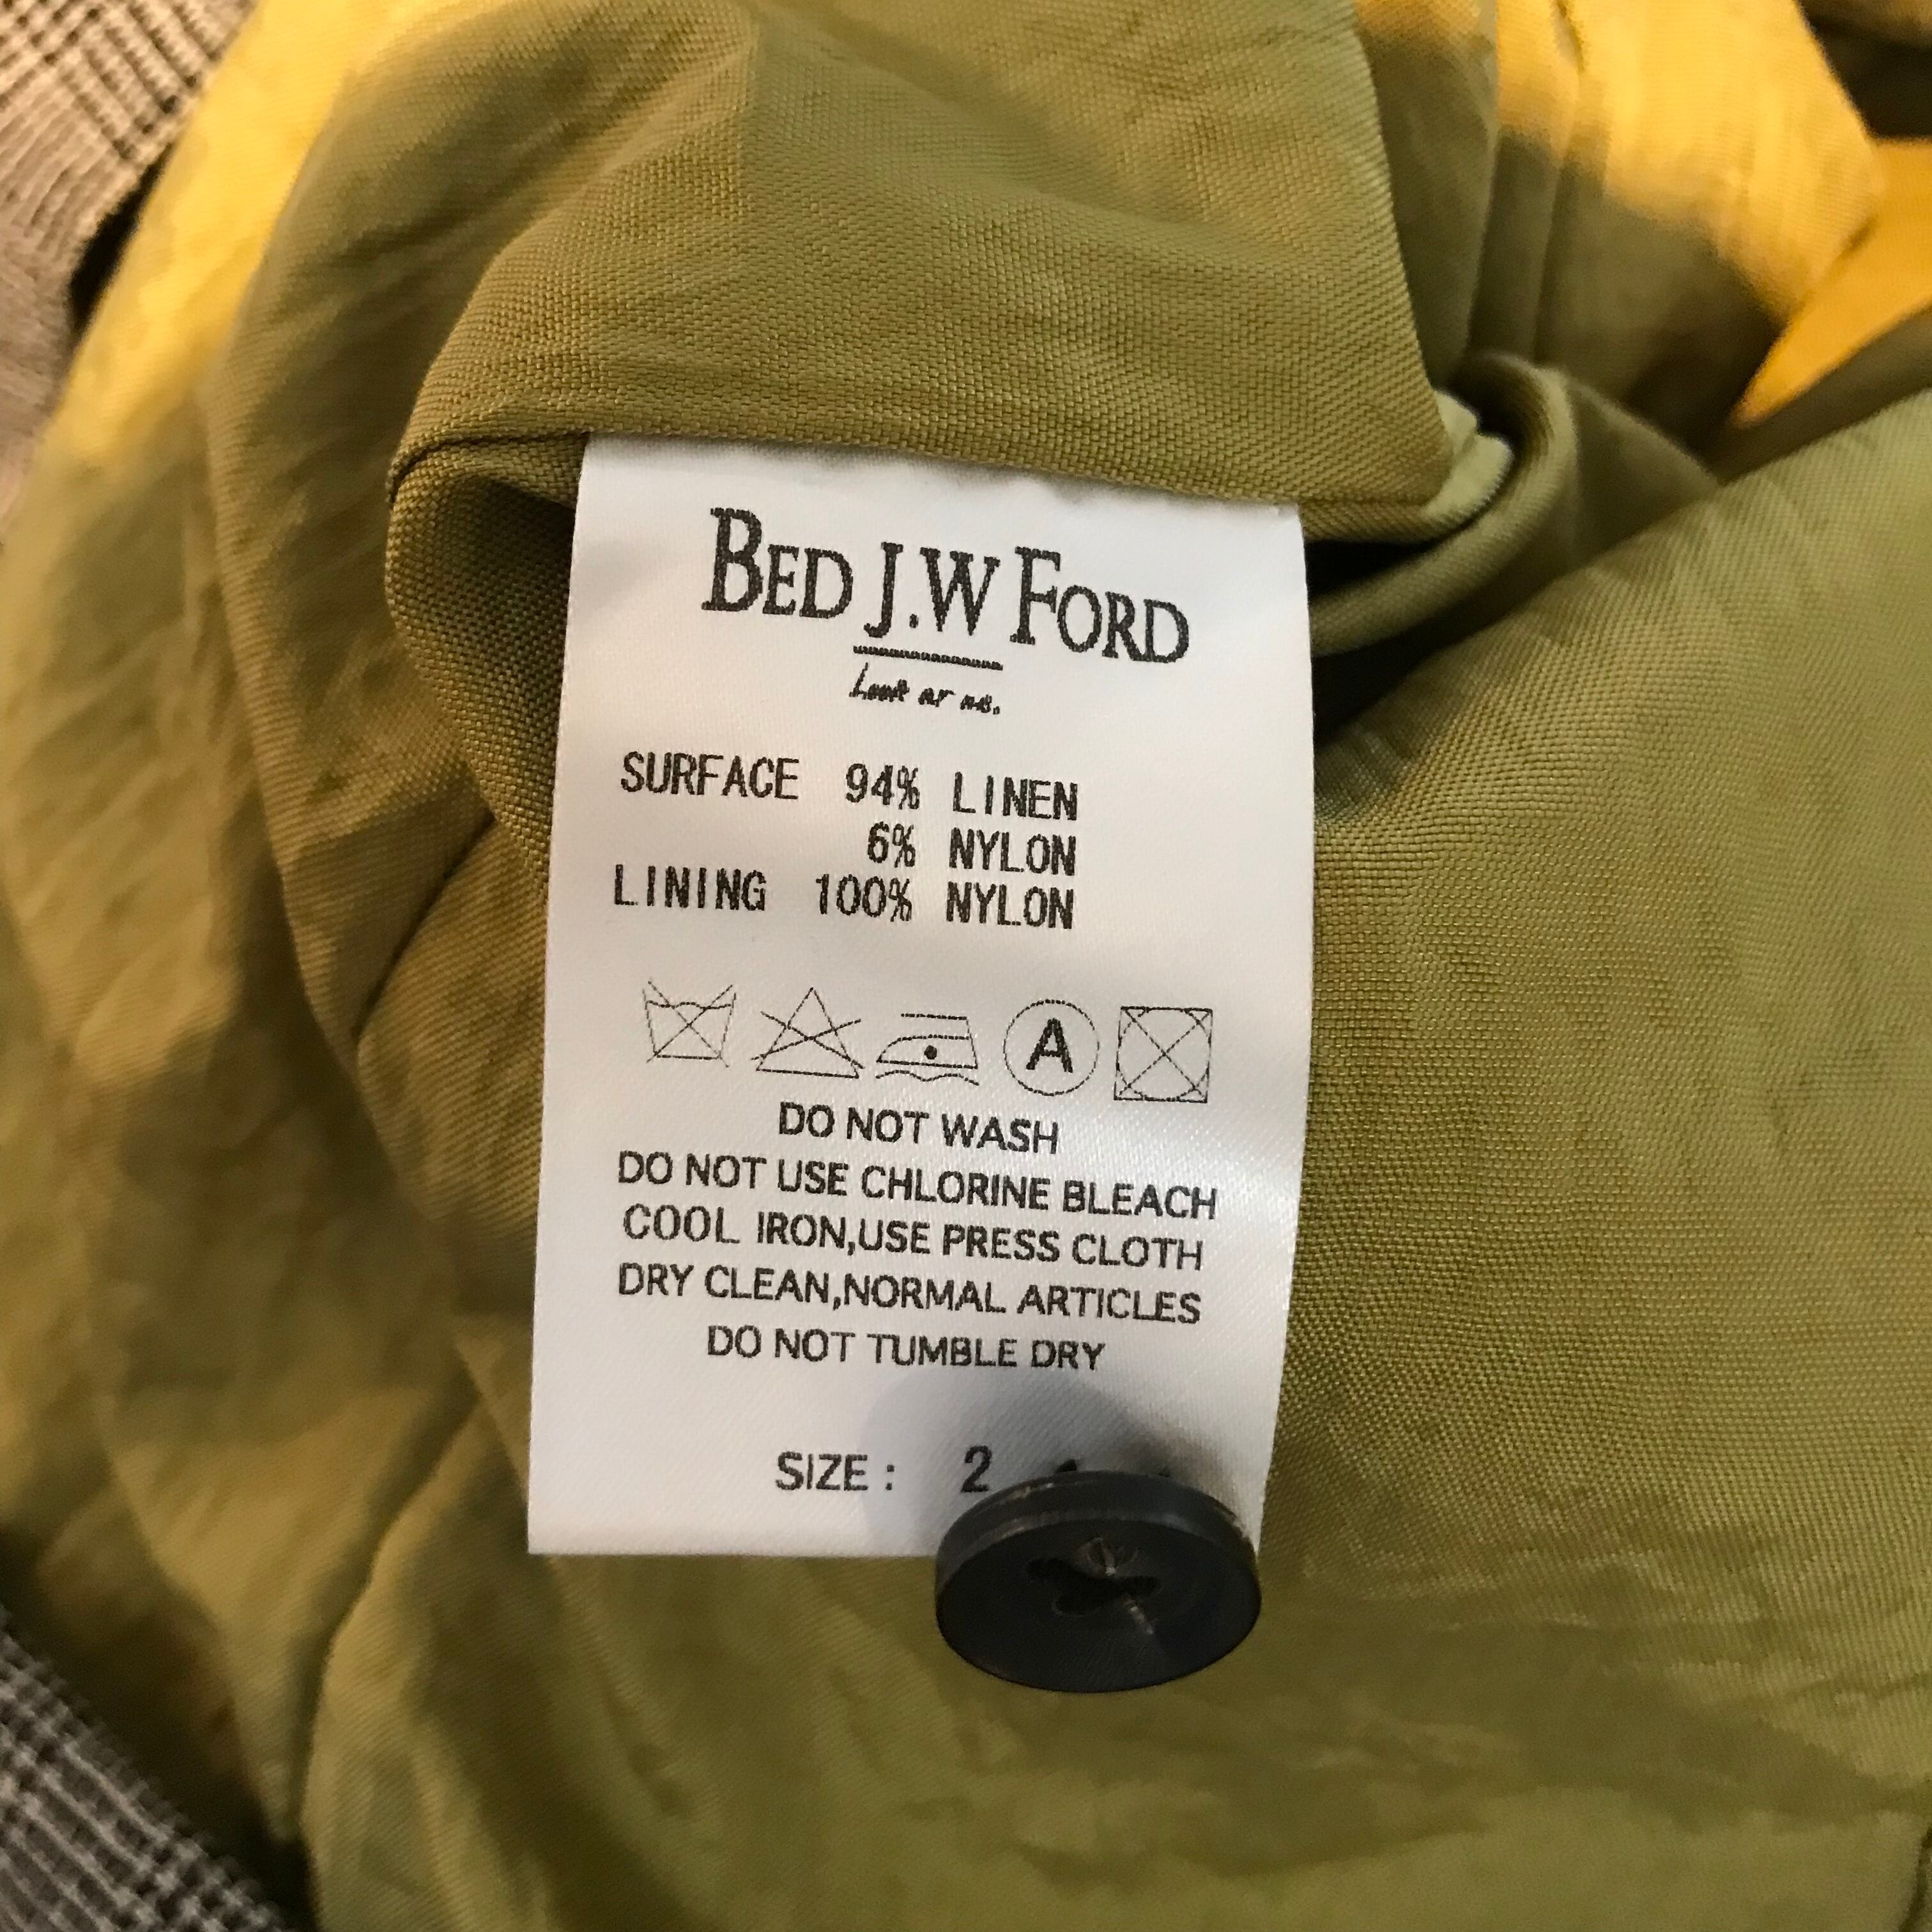 BED J.W FORD
Look at me.
SURFACE 94% LINEN
6% NYLON
LINING 100% NYLON
A
DO NOT WASH
DO NOT USE CHLORINE BLEACH
COOL IRON,USE PRESS CLOTH
DRY CLEAN,NORMAL ARTICLES
DO NOT TUMBLE DRY
SIZE : 2